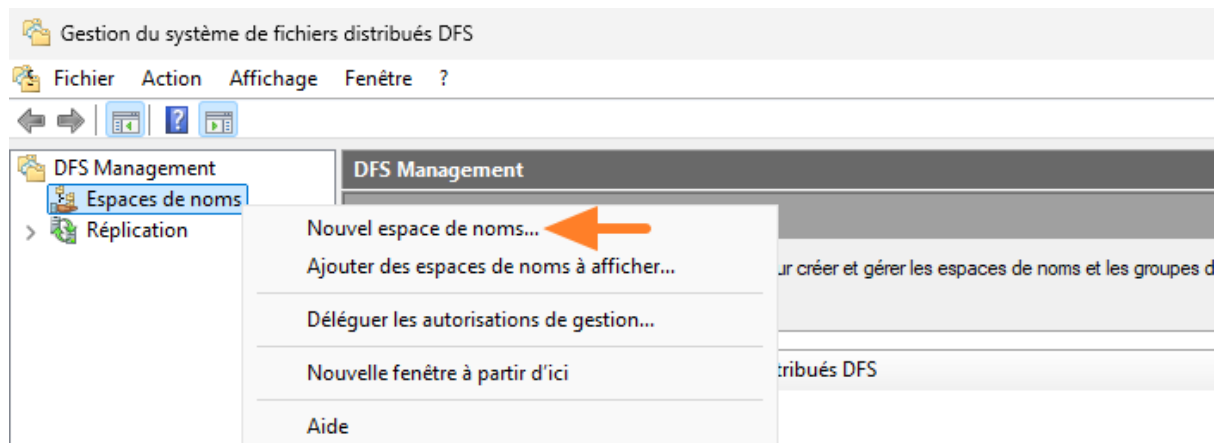 Gestion du système de fichiers distribués DFS
Fichier Action Affichage Fenêtre ?
DFS Management
Espaces de noms
Réplication
DFS Management
Nouvel espace de noms...
Ajouter des espaces de noms à afficher...
Déléguer les autorisations de gestion...
Nouvelle fenêtre à partir d'ici
Aide
ur créer et gérer les espaces de noms et les groupes d
tribués DFS